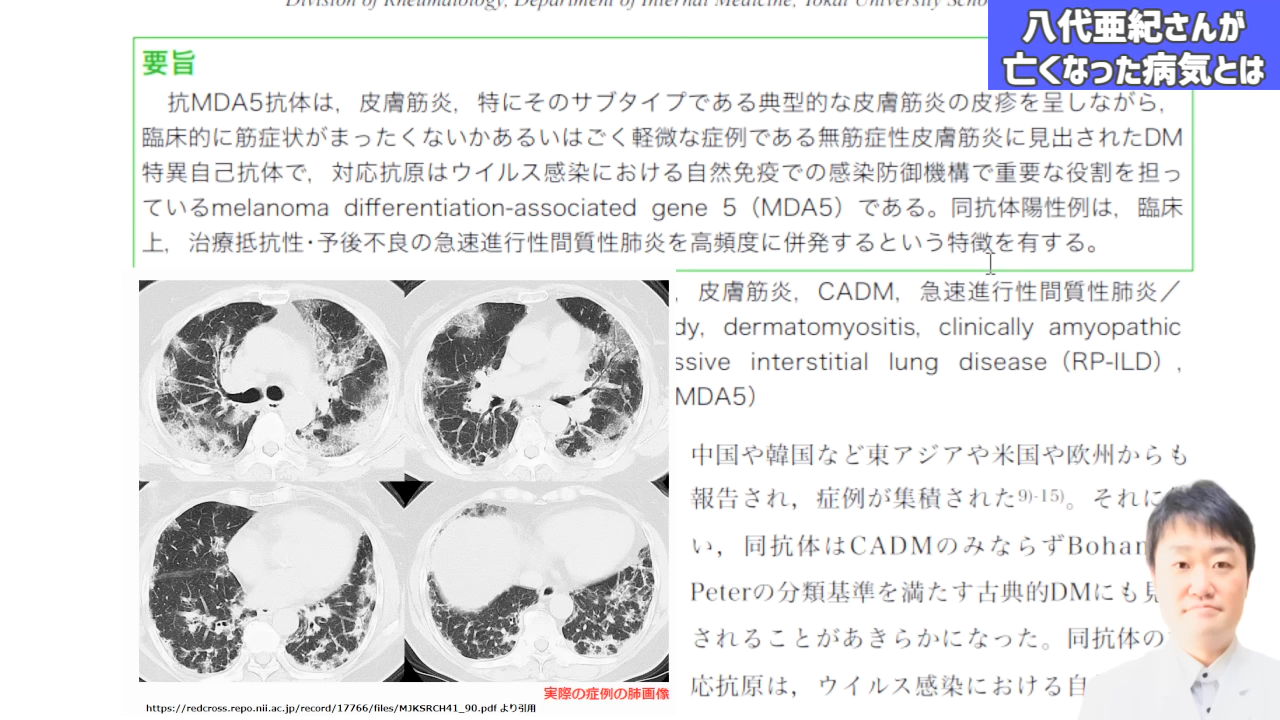 Division of Rheumatology, Department of Internal Medicine, Tokai University
八代亜紀さんが
亡くなった病気とは
要旨
抗MDA5抗体は，皮膚筋炎，特にそのサブタイプである典型的な皮膚筋炎の皮疹を呈しながら，
臨床的に筋症状がまったくないかあるいはごく軽微な症例である無筋症性皮膚筋炎に見出されたDM
特異自己抗体で，対応抗原はウイルス感染における自然免疫での感染防御機構で重要な役割を担っ
ているmelanoma differentiation-associated gene 5（MDA5）である。同抗体陽性例は，臨床
上，治療抵抗性・予後不良の急速進行性間質性肺炎を高頻度に併発するという特徴を有する。
，皮膚筋炎，CADM，急速進行性間質性肺炎／
dy, dermatomyositis, clinically amyopathic
ssive interstitial lung disease（RP-ILD）,
MDA5）
中国や韓国など東アジアや米国や欧州からも
報告され，症例が集積された9)-15)。それに
い，同抗体はCADMのみならずBohan
Peterの分類基準を満たす古典的DMにも見
されることがあきらかになった。同抗体の
応抗原は，ウイルス感染における自
実際の症例の肺画像
https://redcross.repo.nii.ac.jp/record/17766/files/MJKSRCH41_90.pdf より引用